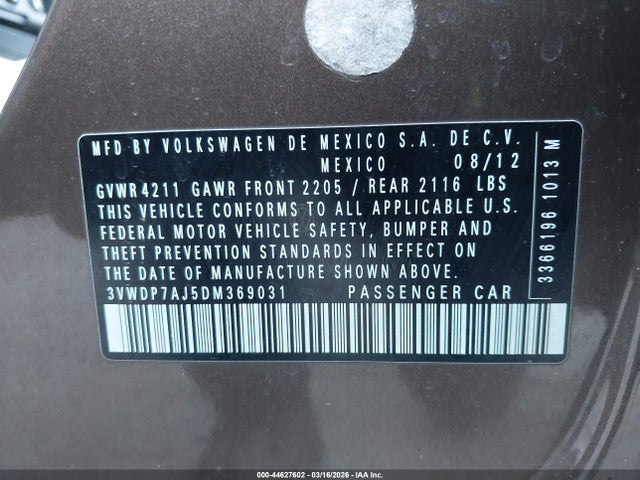 MFD BY VOLKSWAGEN DE MEXICO S.A. DE C.V.
MEXICO 08/12
GVWR 4211 GAWR FRONT 2205 / REAR 2116 LBS
THIS VEHICLE CONFORMS TO ALL APPLICABLE U.S.
FEDERAL MOTOR VEHICLE SAFETY, BUMPER AND
THEFT PREVENTION STANDARDS IN EFFECT ON
THE DATE OF MANUFACTURE SHOWN ABOVE.
3VWDP7AJ5DM369031 PASSENGER CAR
3366196 1013 M
000-44627602 - 03/16/2026 - IAA Inc.